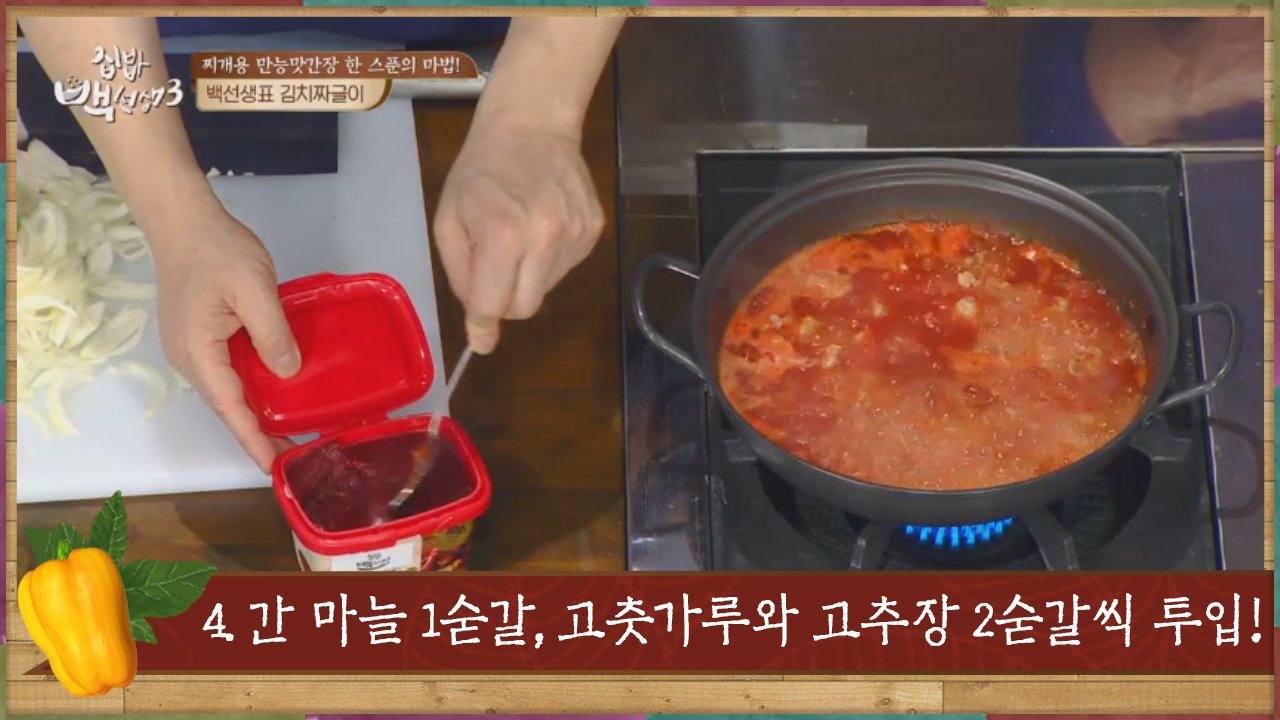 집밥
백선생3
찌개용 만능맛간장 한 스푼의 마법!
백선생표 김치짜글이
4. 간 마늘 1숟갈, 고춧가루와 고추장 2숟갈씩 투입!